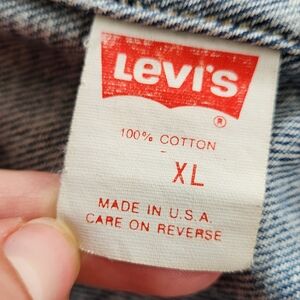 LEVI'S
®
100% COTTON
XL
MADE IN U.S.A.
CARE ON REVERSE